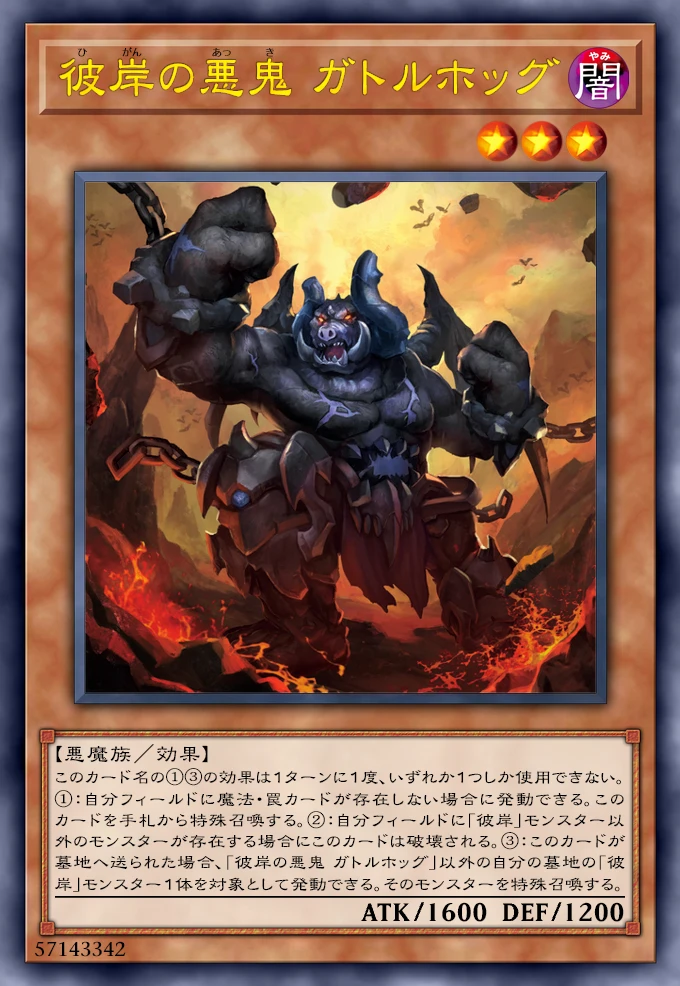 ひ がん あっ き
彼岸の悪鬼 ガトルホッグ
やみ
闇
【悪魔族／効果】
このカード名の①③の効果は1ターンに1度、いずれか1つしか使用できない。
①：自分フィールドに魔法・罠カードが存在しない場合に発動できる。この
カードを手札から特殊召喚する。②：自分フィールドに「彼岸」モンスター以
外のモンスターが存在する場合にこのカードは破壊される。③：このカードが
墓地へ送られた場合、「彼岸の悪鬼 ガトルホッグ」以外の自分の墓地の「彼
岸」モンスター1体を対象として発動できる。そのモンスターを特殊召喚する。
ATK/1600 DEF/1200
57143342